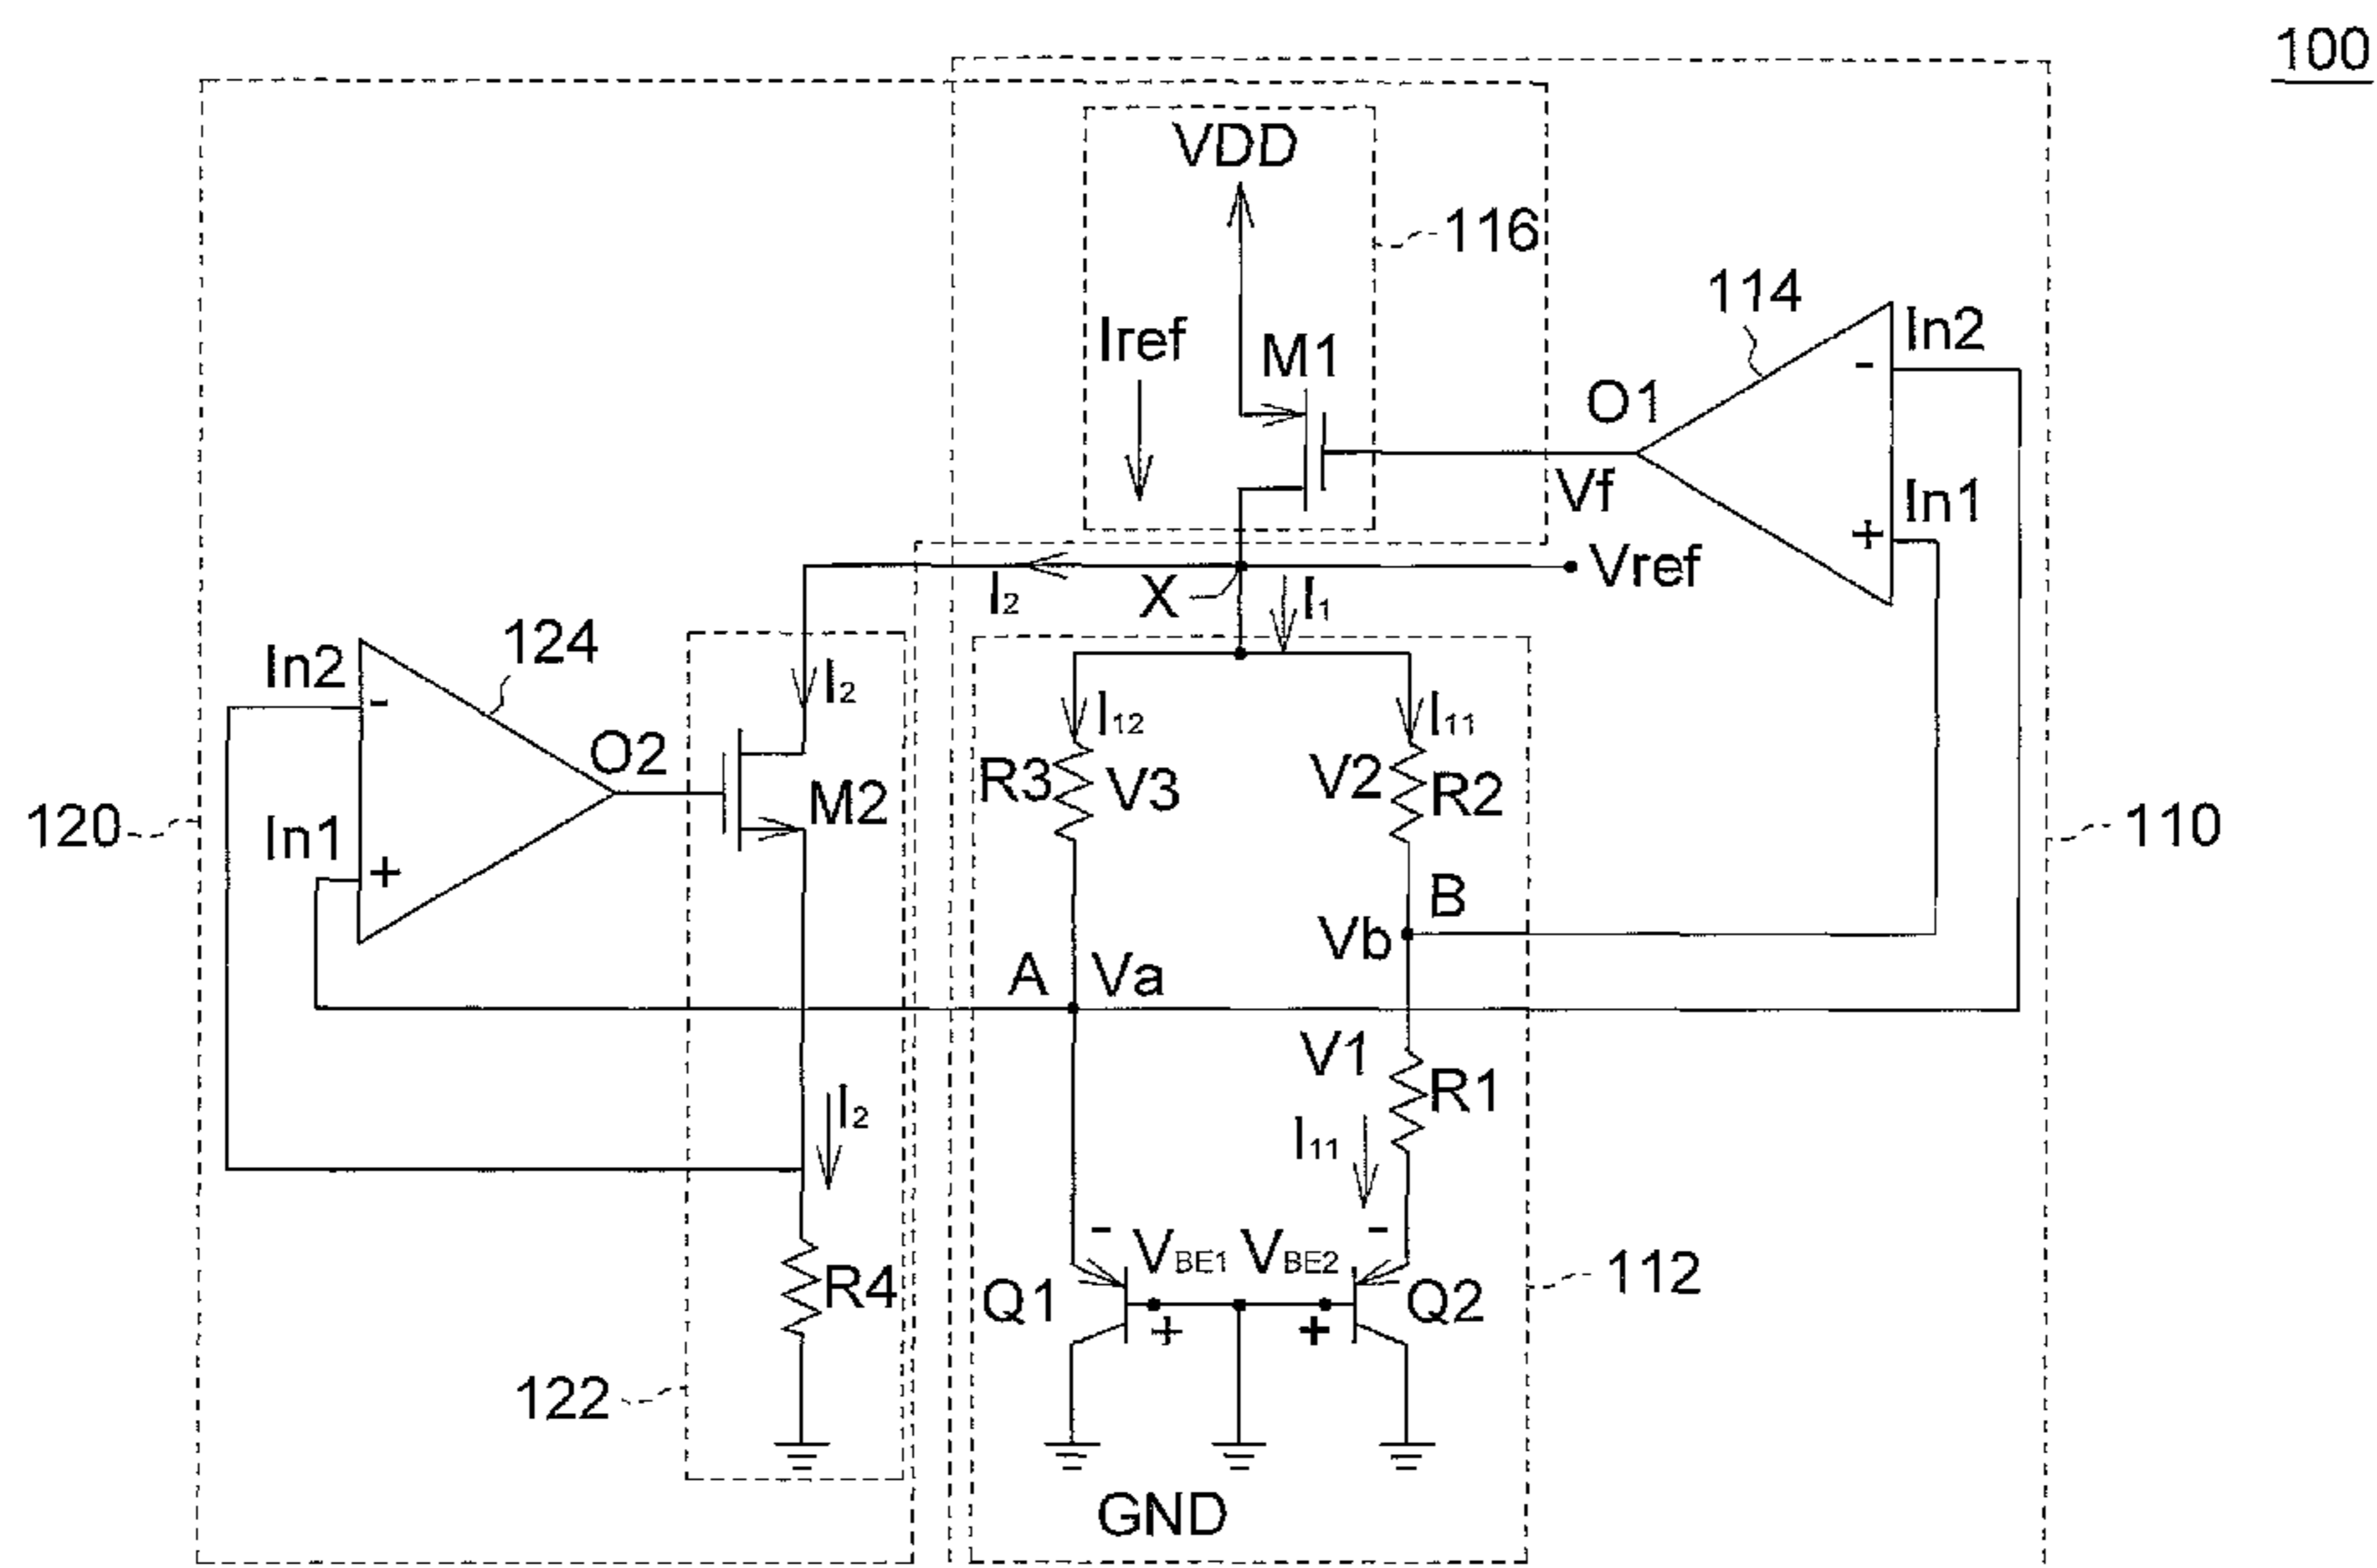 100
VDD
116
114
In2
-
Iref
M1
O1
Vf
In1
+
Vref
I2
X
I1
124
In2
-
I2
I12
I11
O2
R3
V3
V2
R2
M2
120
In1
+
110
B
Vb
A
Va
V1
R1
I2
I11
-
-
VBE1
VBE2
R4
Q1
+
+
Q2
112
122
GND